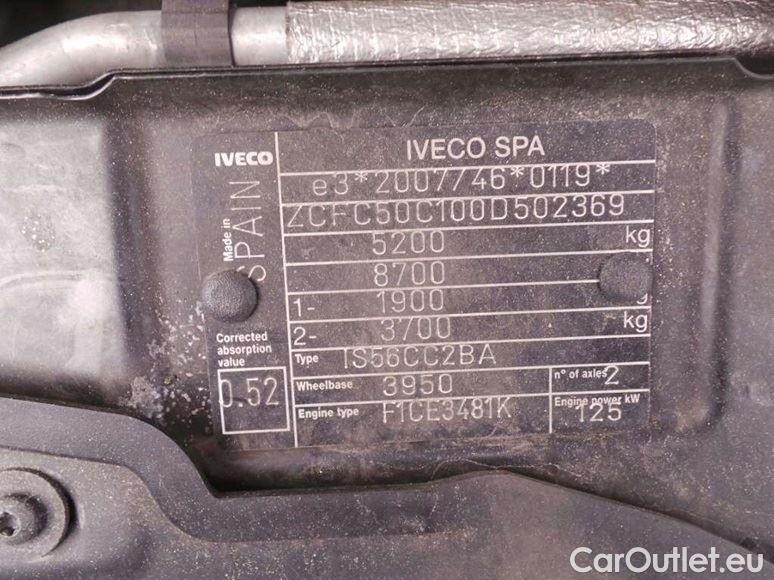 IVECO
IVECO SPA
e3*2007/46*0119*
ZCFC50C100D502369
5200 kg
8700
1- 1900
2- 3700 kg
Made in
SPAIN
Corrected
absorption
value
0.52
Type IS56CC2BA
Wheelbase 3950 n° of axles 2
Engine type F1CE3481K Engine power kW
125
CarOutlet.eu